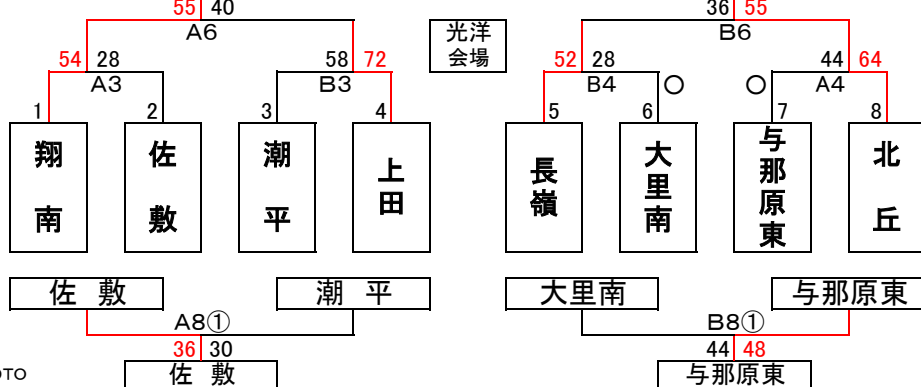 55 40 36 55
A6 光洋 B6
会場
54 28 58 72 52 28 44 64
A3 B3 B4 ○ ○ A4
1 2 3 4 5 6 7 8
翔南 佐敷 潮平 上田 長嶺 大里南 与那原東 北丘
佐敷 潮平 大里南 与那原東
A8① B8①
36 30 44 48
佐敷 与那原東
OTO